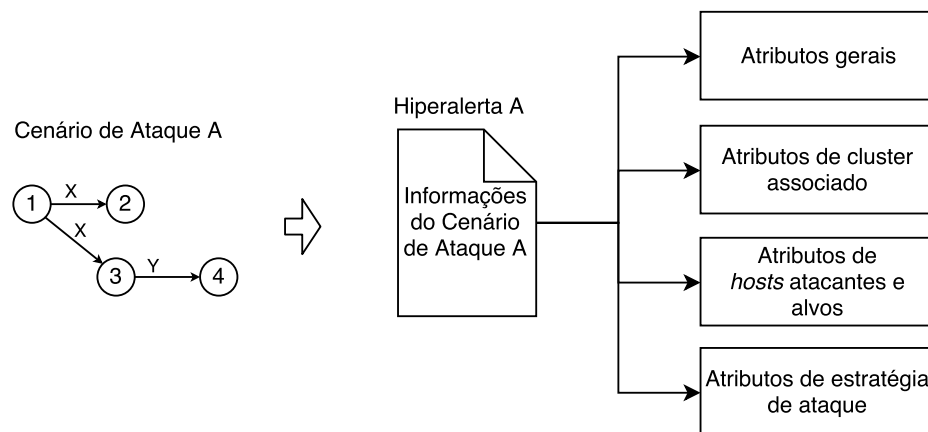 Cenário de Ataque A
1
X
2
X
3
Y
4
Hiperalerta A
Informações
do Cenário
de Ataque A
Atributos gerais
Atributos de cluster
associado
Atributos de
hosts atacantes e
alvos
Atributos de estratégia
de ataque